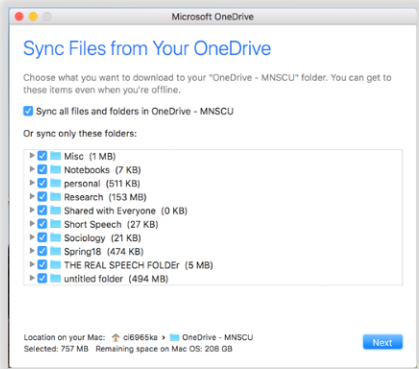 Microsoft OneDrive
Sync Files from Your OneDrive
Choose what you want to download to your "OneDrive - MNSCU" folder. You can get to
these items even when you're offline.
Sync all files and folders in OneDrive - MNSCU
Or sync only these folders:
Misc (1 MB)
Notebooks (7 KB)
personal (511 KB)
Research (153 MB)
Shared with Everyone (0 KB)
Short Speech (27 KB)
Sociology (21 KB)
Spring18 (474 KB)
THE REAL SPEECH FOLDEr (5 MB)
untitled folder (494 MB)
Location on your Mac: ci6965ka › OneDrive - MNSCU
Selected: 757 MB Remaining space on Mac OS: 208 GB
Next